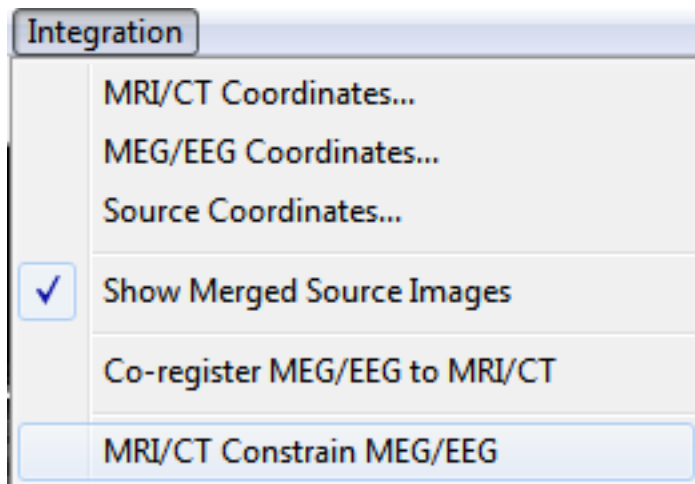 Integration
MRI/CT Coordinates...
MEG/EEG Coordinates...
Source Coordinates...
Show Merged Source Images
Co-register MEG/EEG to MRI/CT
MRI/CT Constrain MEG/EEG